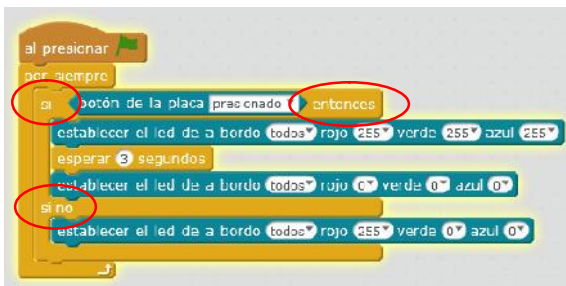 al presionar
por siempre
si botón de la placa presionado entonces
establecer el led de a bordo todos rojo 255 verde 255 azul 255
esperar 3 segundos
establecer el led de a bordo todos rojo 0 verde 0 azul 0
si no
establecer el led de a bordo todos rojo 255 verde 0 azul 0